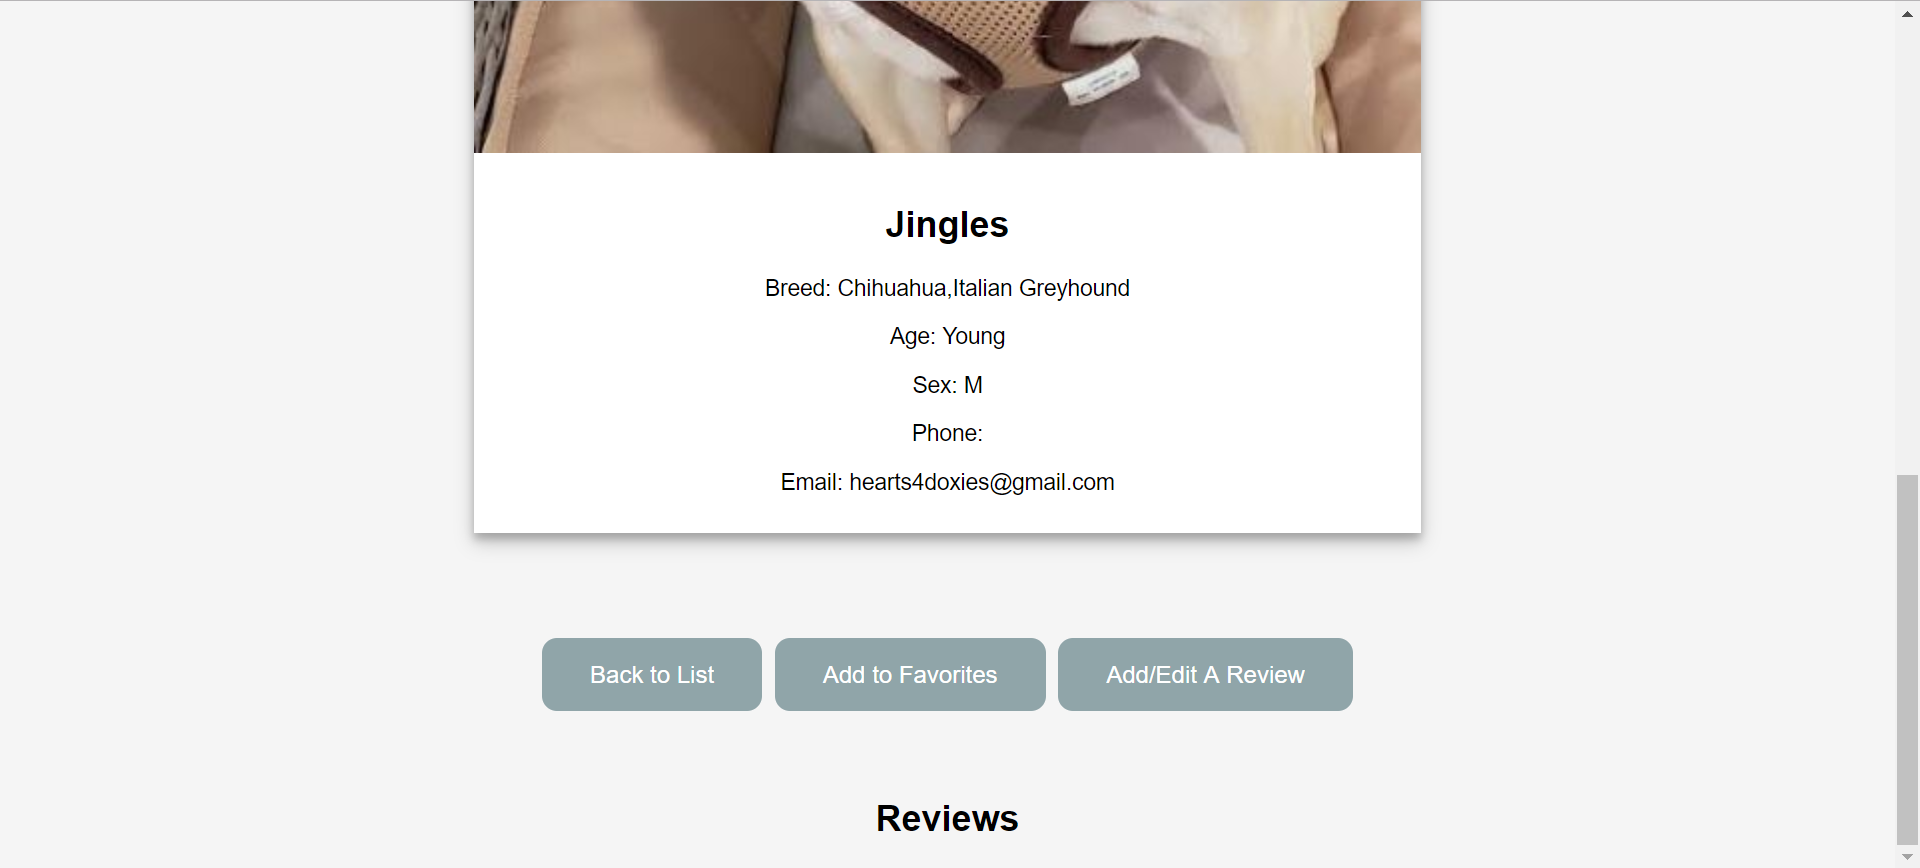 Jingles
Breed: Chihuahua,Italian Greyhound
Age: Young
Sex: M
Phone:
Email: hearts4doxies@gmail.com
Back to List
Add to Favorites
Add/Edit A Review
Reviews